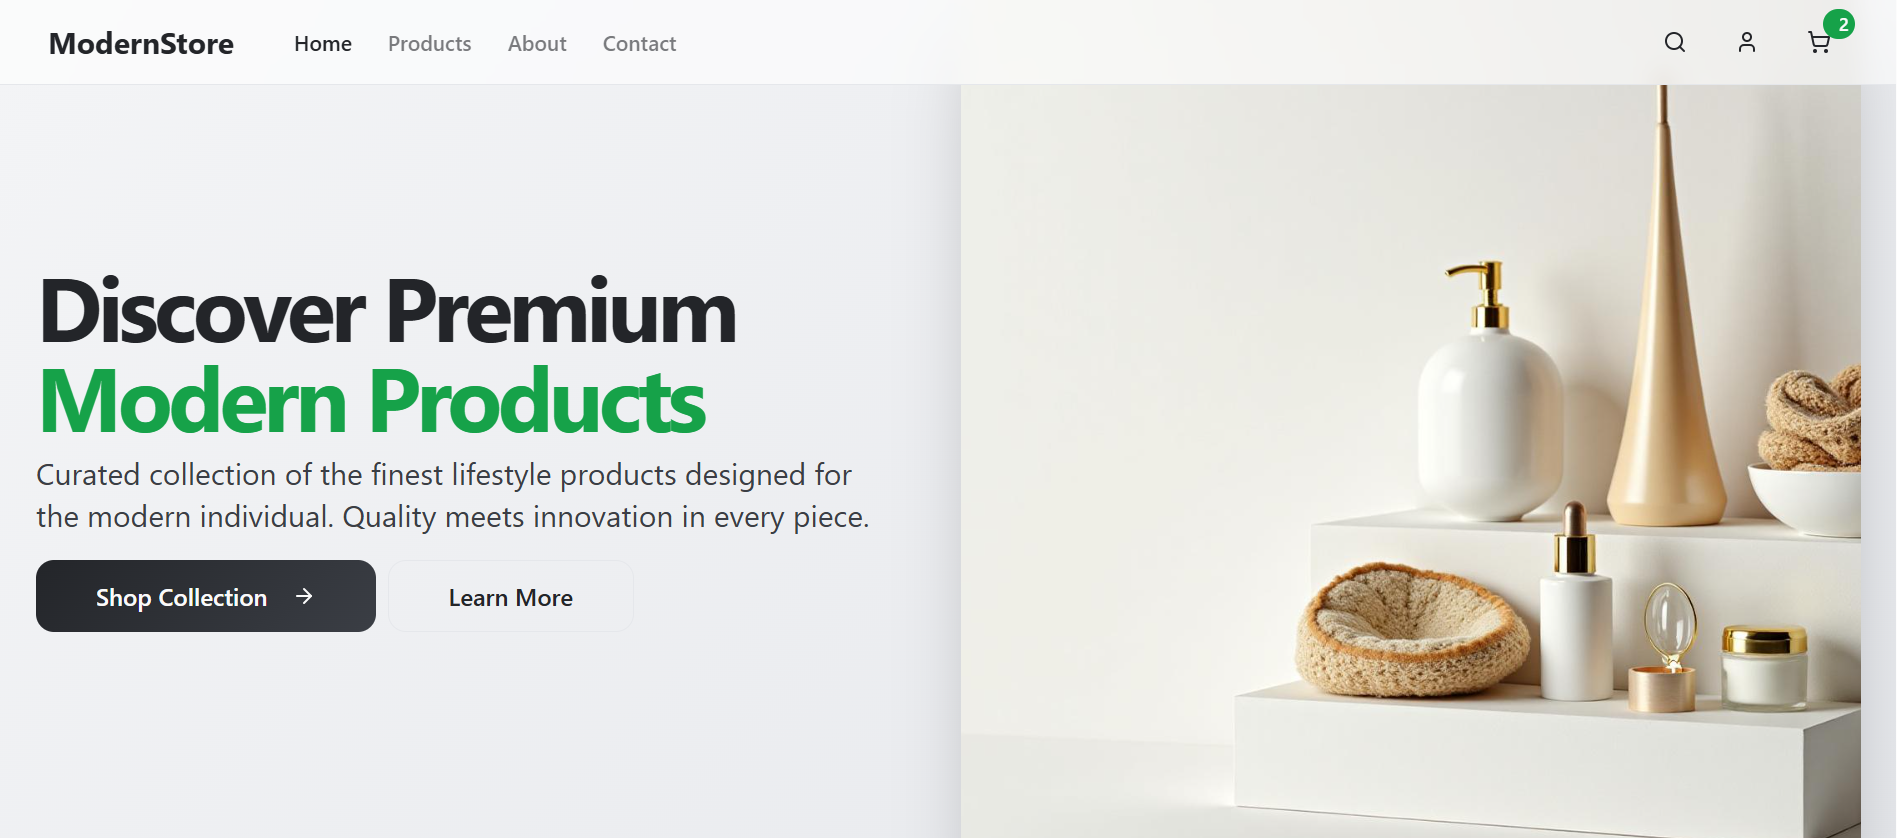 ModernStore
Home
Products
About
Contact
2
Discover Premium
Modern Products
Curated collection of the finest lifestyle products designed for
the modern individual. Quality meets innovation in every piece.
Shop Collection →
Learn More